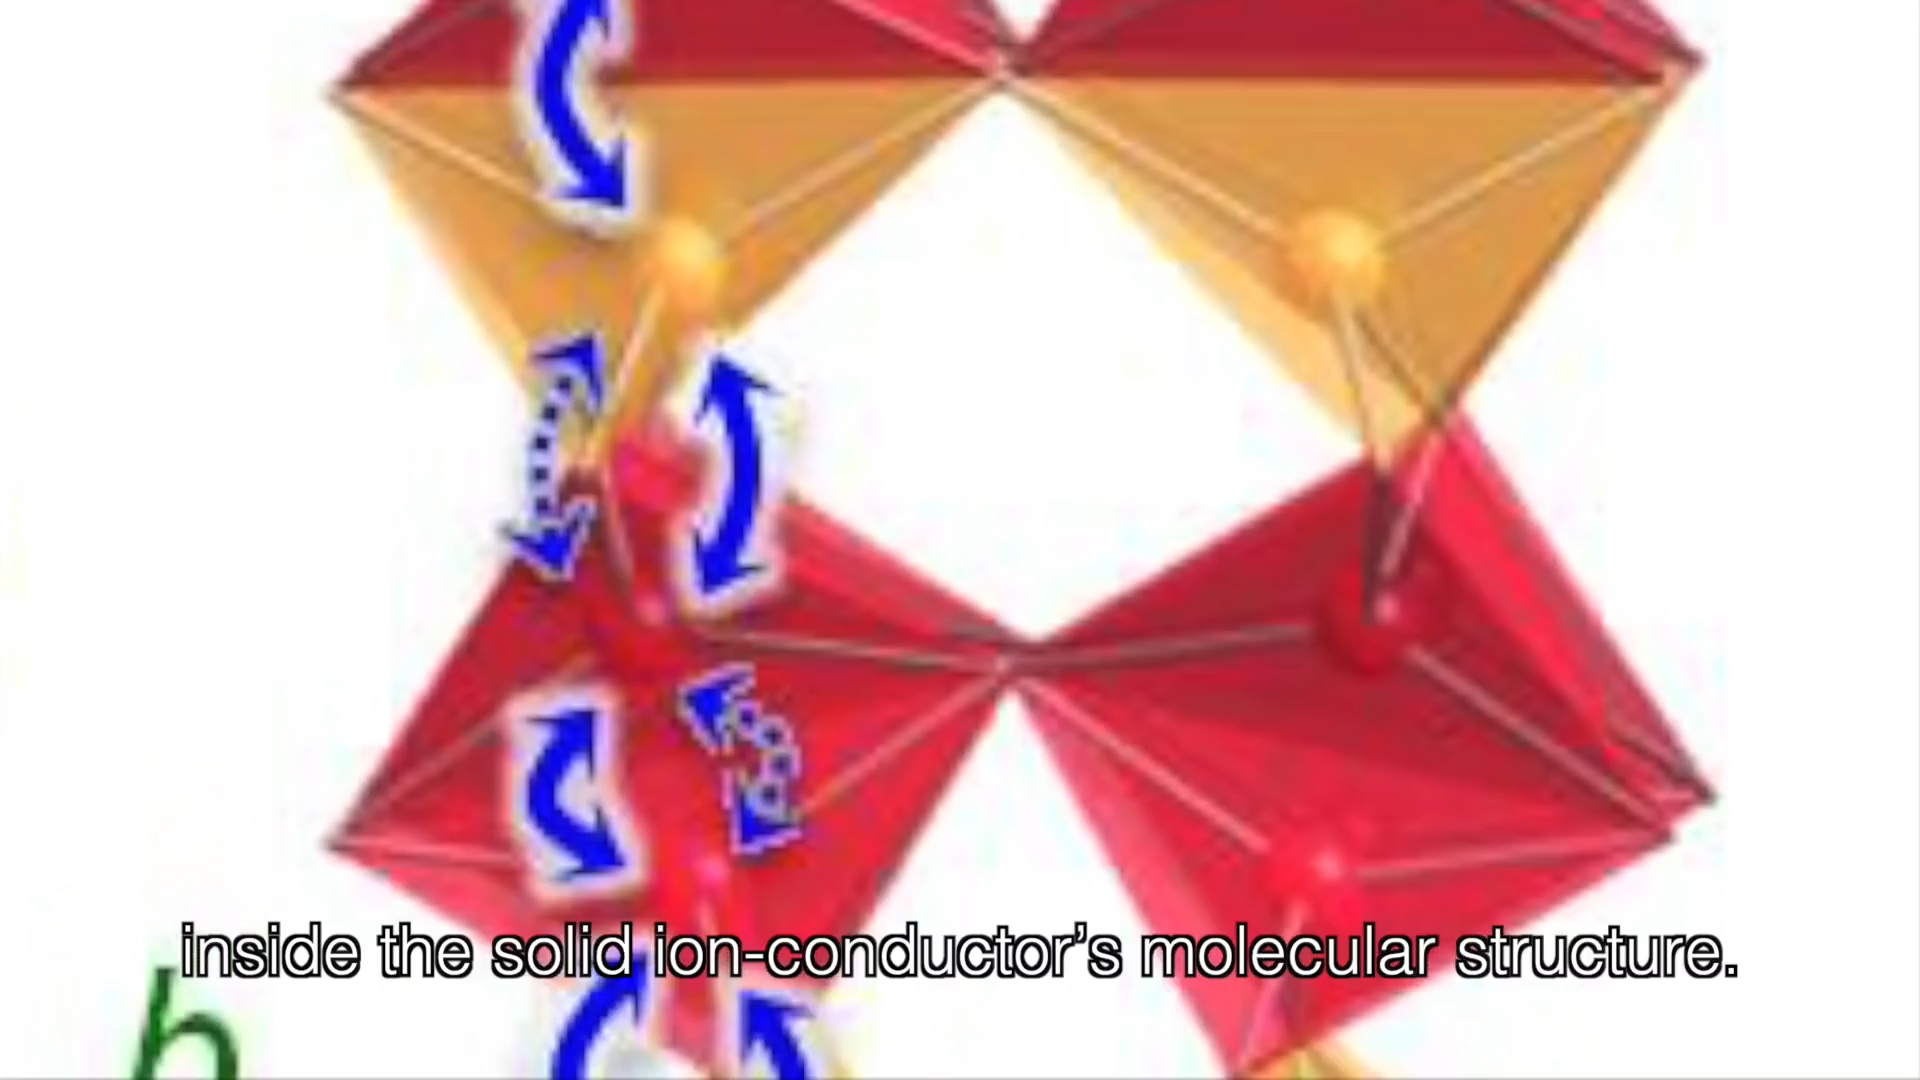 inside the solid ion-conductor's molecular structure.
b